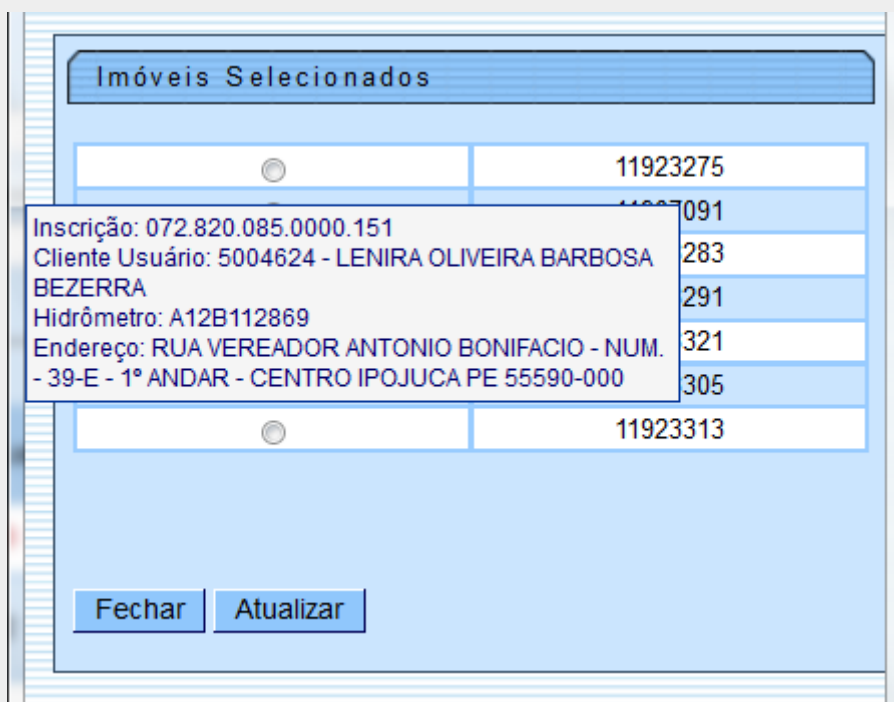 Imóveis Selecionados
11923275
091
Inscrição: 072.820.085.0000.151
Cliente Usuário: 5004624 - LENIRA OLIVEIRA BARBOSA
283
BEZERRA
291
Hidrômetro: A12B112869
Endereço: RUA VEREADOR ANTONIO BONIFACIO - NUM.
321
- 39-E - 1º ANDAR - CENTRO IPOJUCA PE 55590-000
305
11923313
Fechar Atualizar